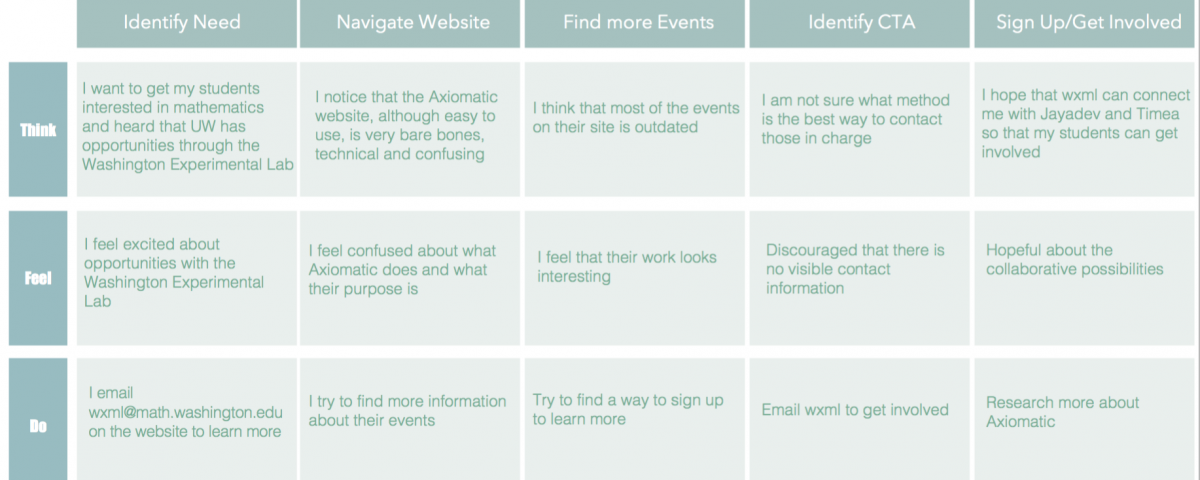 Identify Need
Navigate Website
Find more Events
Identify CTA
Sign Up/Get Involved
Think
I want to get my students
interested in mathematics
and heard that UW has
opportunities through the
Washington Experimental Lab
I notice that the Axiomatic
website, although easy to
use, is very bare bones,
technical and confusing
I think that most of the events
on their site is outdated
I am not sure what method
is the best way to contact
those in charge
I hope that wxml can connect
me with Jayadev and Timea
so that my students can get
involved
Feel
I feel excited about
opportunities with the
Washington Experimental
Lab
I feel confused about what
Axiomatic does and what
their purpose is
I feel that their work looks
interesting
Discouraged that there is
no visible contact
information
Hopeful about the
collaborative possibilities
Do
I email
wxml@math.washington.edu
on the website to learn more
I try to find more information
about their events
Try to find a way to sign up
to learn more
Email wxml to get involved
Research more about
Axiomatic